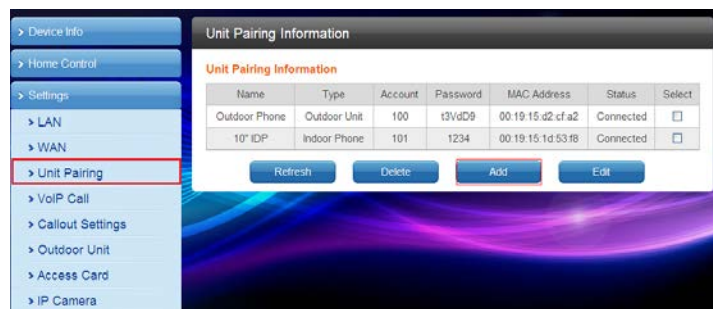 > Device Info
> Home Control
> Settings
> LAN
> WAN
> Unit Pairing
> VoIP Call
> Callout Settings
> Outdoor Unit
> Access Card
> IP Camera
Unit Pairing Information
Unit Pairing Information
Name Type Account Password MAC Address Status Select
Outdoor Phone Outdoor Unit 100 t3VdD9 00:19:15:d2:cf:a2 Connected
10" IDP Indoor Phone 101 1234 00:19:15:1d:53:f8 Connected
Refresh Delete Add Edit